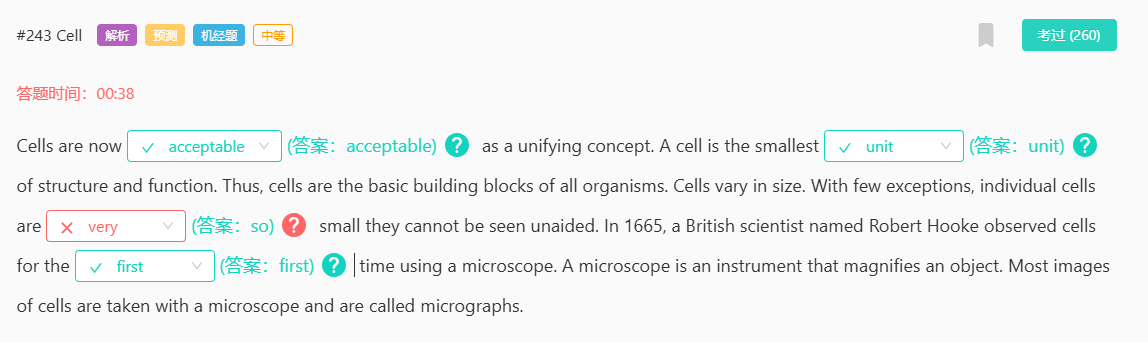 #243 Cell 解析 预测 机经题 中等 考过 (260)
答题时间：00:38
Cells are now acceptable (答案：acceptable) ? as a unifying concept. A cell is the smallest unit (答案：unit) ?
of structure and function. Thus, cells are the basic building blocks of all organisms. Cells vary in size. With few exceptions, individual cells
are very (答案：so) ? small they cannot be seen unaided. In 1665, a British scientist named Robert Hooke observed cells
for the first (答案：first) ? time using a microscope. A microscope is an instrument that magnifies an object. Most images
of cells are taken with a microscope and are called micrographs.